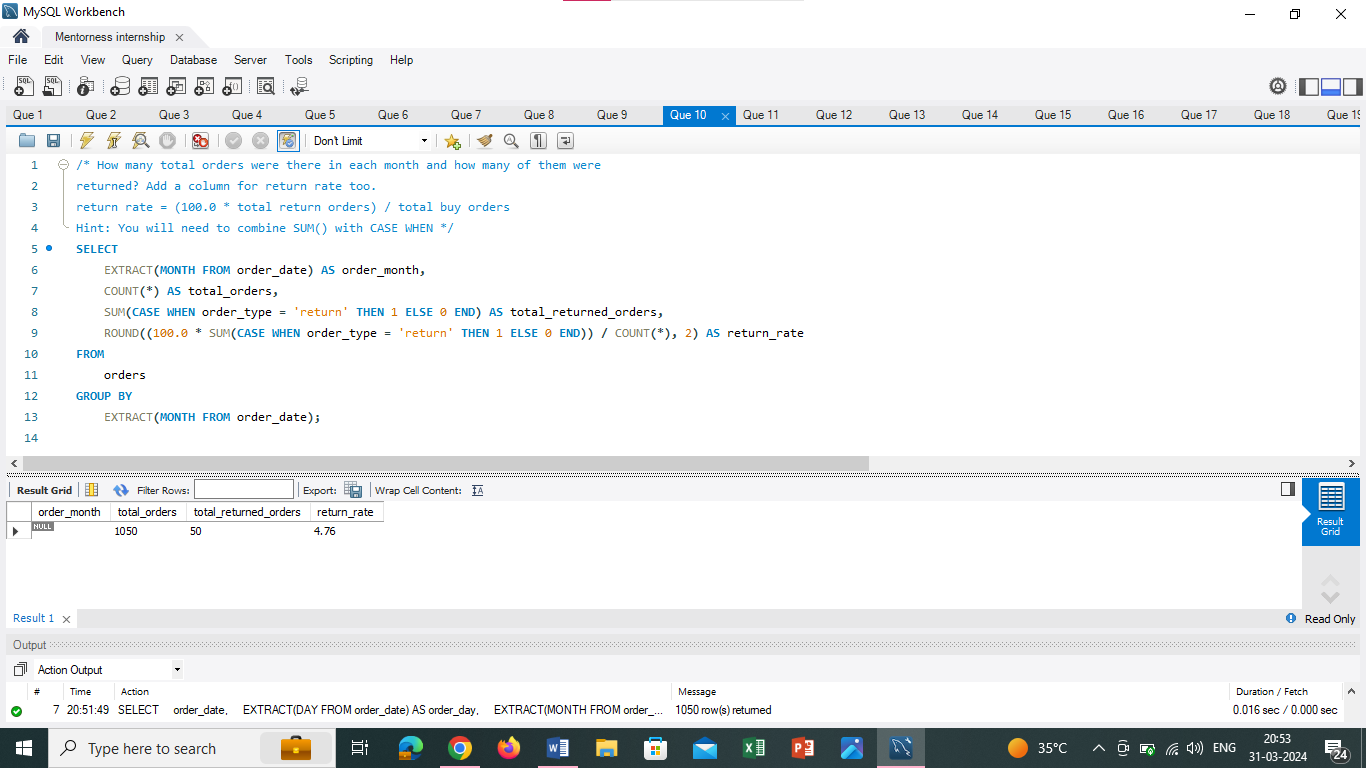 MySQL Workbench
Mentorness internship
File Edit View Query Database Server Tools Scripting Help
Que 1 Que 2 Que 3 Que 4 Que 5 Que 6 Que 7 Que 8 Que 9 Que 10 Que 11 Que 12 Que 13 Que 14 Que 15 Que 16 Que 17 Que 18
Don't Limit
1 /* How many total orders were there in each month and how many of them were
2 returned? Add a column for return rate too.
3 return rate = (100.0 * total return orders) / total buy orders
4 Hint: You will need to combine SUM() with CASE WHEN */
5 SELECT
6 EXTRACT(MONTH FROM order_date) AS order_month,
7 COUNT(*) AS total_orders,
8 SUM(CASE WHEN order_type = 'return' THEN 1 ELSE 0 END) AS total_returned_orders,
9 ROUND((100.0 * SUM(CASE WHEN order_type = 'return' THEN 1 ELSE 0 END)) / COUNT(*), 2) AS return_rate
10 FROM
11 orders
12 GROUP BY
13 EXTRACT(MONTH FROM order_date);
14
Result Grid Filter Rows: Export: Wrap Cell Content:
order_month total_orders total_returned_orders return_rate
NULL 1050 50 4.76
Result Grid
Result 1 Read Only
Output
Action Output
# Time Action Message Duration / Fetch
7 20:51:49 SELECT order_date, EXTRACT(DAY FROM order_date) AS order_day, EXTRACT(MONTH FROM order_... 1050 row(s) returned 0.016 sec / 0.000 sec
Type here to search 35°C ENG 20:53
31-03-2024 24